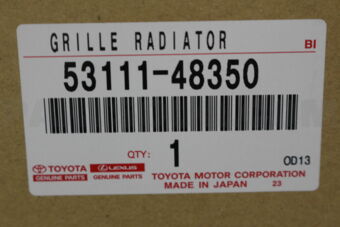 GRILLE RADIATOR BI
53111-48350
QTY: 1
OD13
TOYOTA LEXUS
GENUINE PARTS GENUINE PARTS
TOYOTA MOTOR CORPORATION
MADE IN JAPAN 23